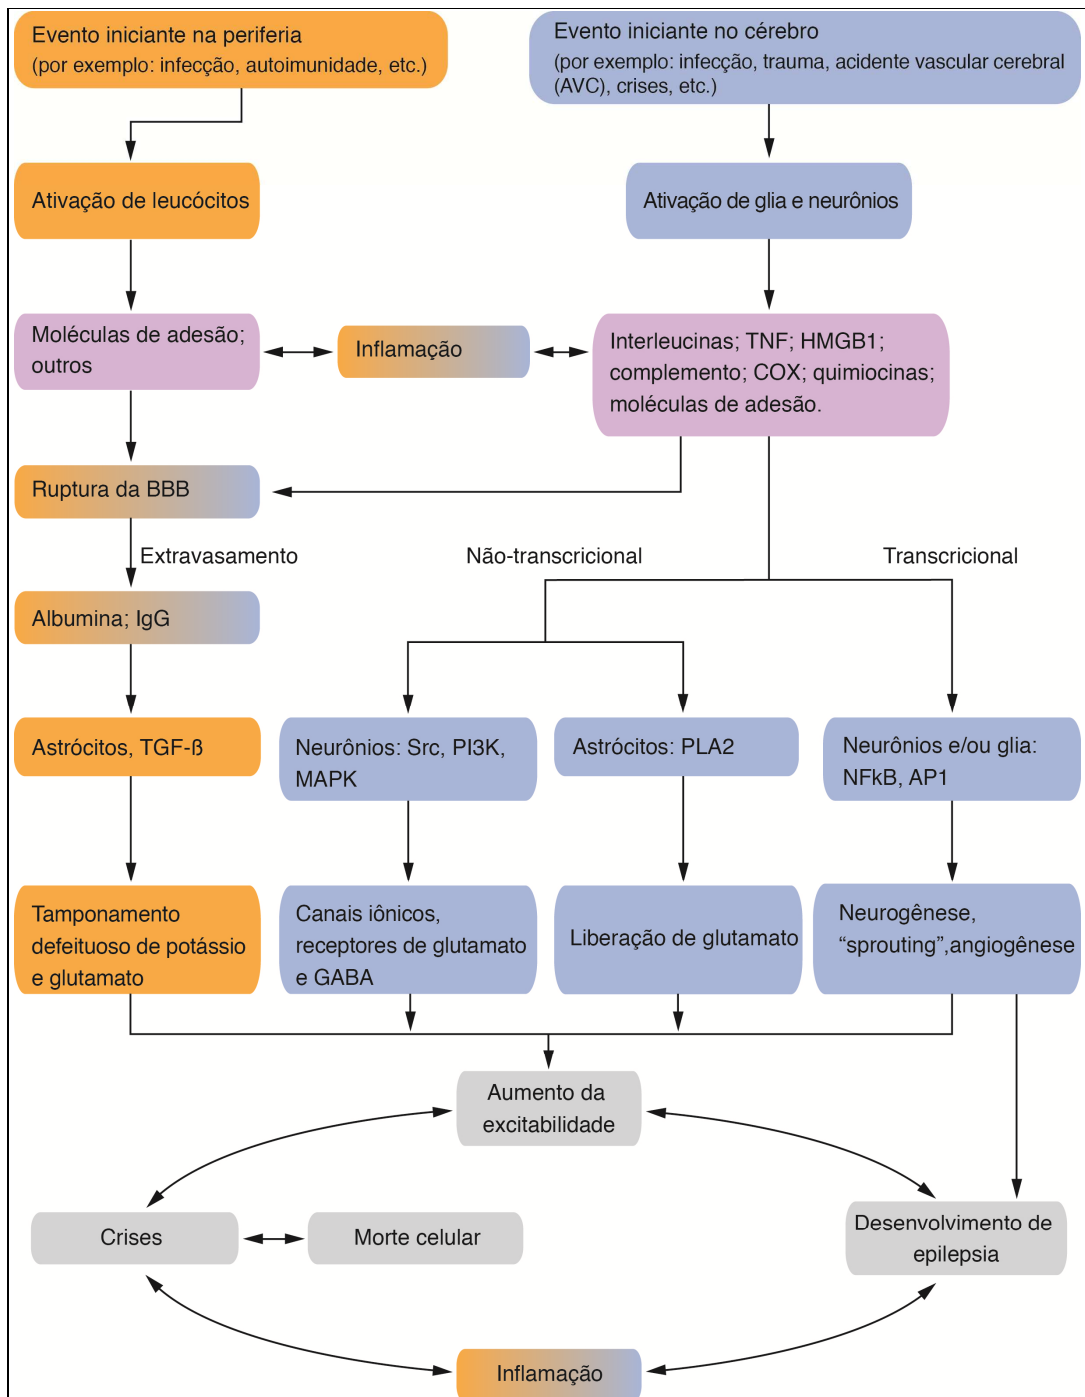 Evento iniciante na periferia
(por exemplo: infecção, autoimunidade, etc.)
Evento iniciante no cérebro
(por exemplo: infecção, trauma, acidente vascular cerebral
(AVC), crises, etc.)
Ativação de leucócitos
Ativação de glia e neurônios
Moléculas de adesão;
outros
Inflamação
Interleucinas; TNF; HMGB1;
complemento; COX; quimiocinas;
moléculas de adesão.
Ruptura da BBB
Extravasamento
Não-transcricional
Transcricional
Albumina; IgG
Astrócitos, TGF-ß
Neurônios: Src, PI3K,
MAPK
Astrócitos: PLA2
Neurônios e/ou glia:
NFkB, AP1
Tamponamento
defeituoso de potássio
e glutamato
Canais iônicos,
receptores de glutamato
e GABA
Liberação de glutamato
Neurogênese,
“sprouting”,angiogênese
Aumento da
excitabilidade
Crises
Morte celular
Desenvolvimento de
epilepsia
Inflamação